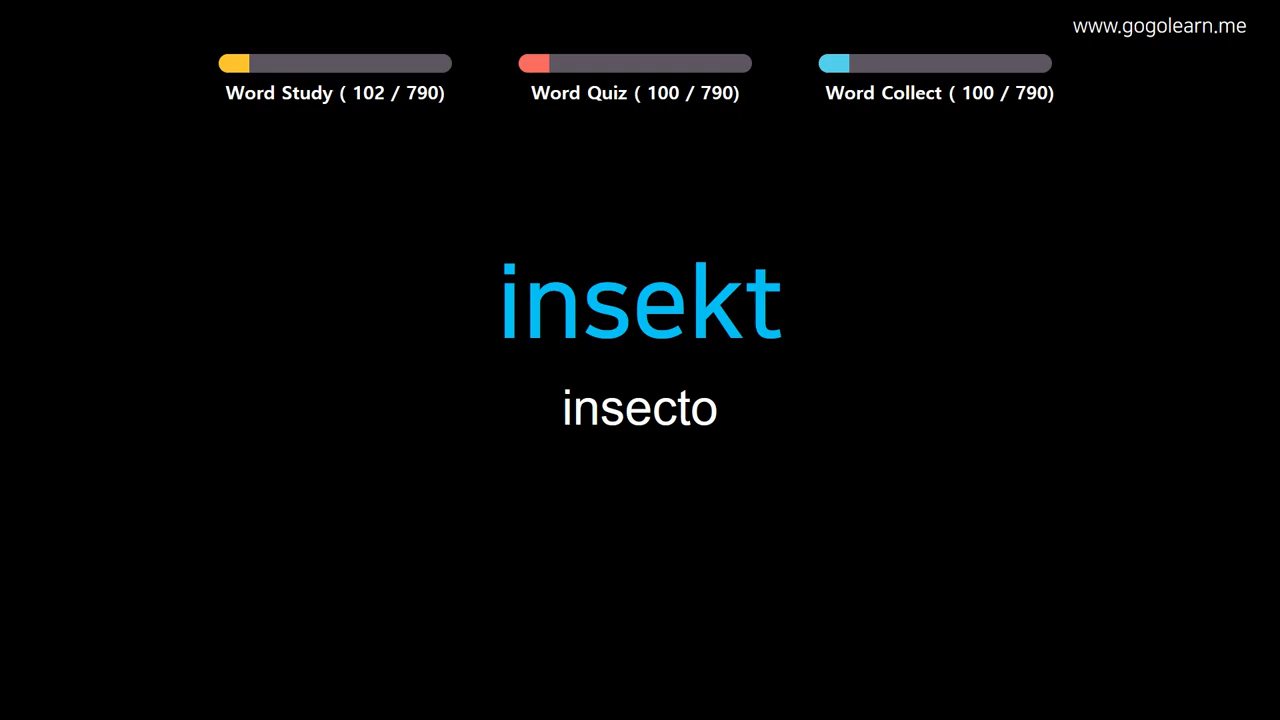 www.gogolearn.me
Word Study ( 102 / 790)
Word Quiz ( 100 / 790)
Word Collect ( 100 / 790)
insekt
insecto